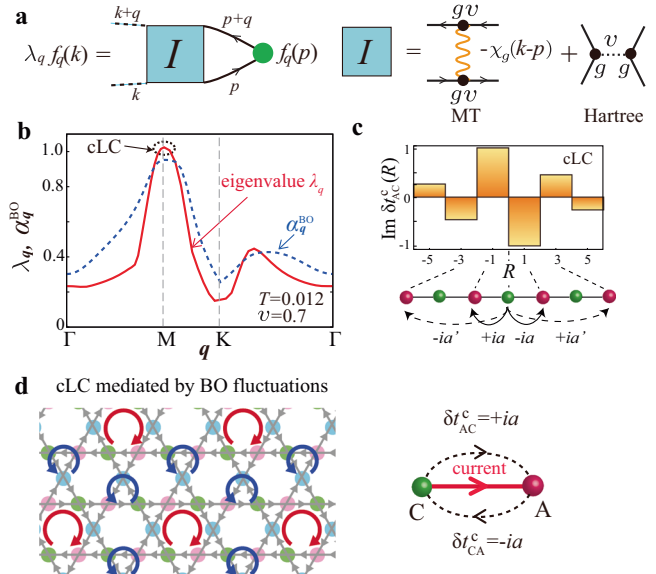 a
k+q
p+q
λ_q f_q(k) =
I
f_q(p)
k
p
I
=
gv
-χ_g(k-p)
gv
MT
+
g
v
g
Hartree
b
cLC
1.0
0.8
0.4
0
λ_q, α_q^BO
eigenvalue λ_q
α_q^BO
T=0.012
υ=0.7
Γ
M
K
Γ
q
c
cLC
1
0
-1
Im δt_AC^c(R)
-5
-3
-1
1
3
5
R
-ia'
+ia
-ia
+ia'
d
cLC mediated by BO fluctuations
δt_AC^c=+ia
current
C
A
δt_CA^c=-ia